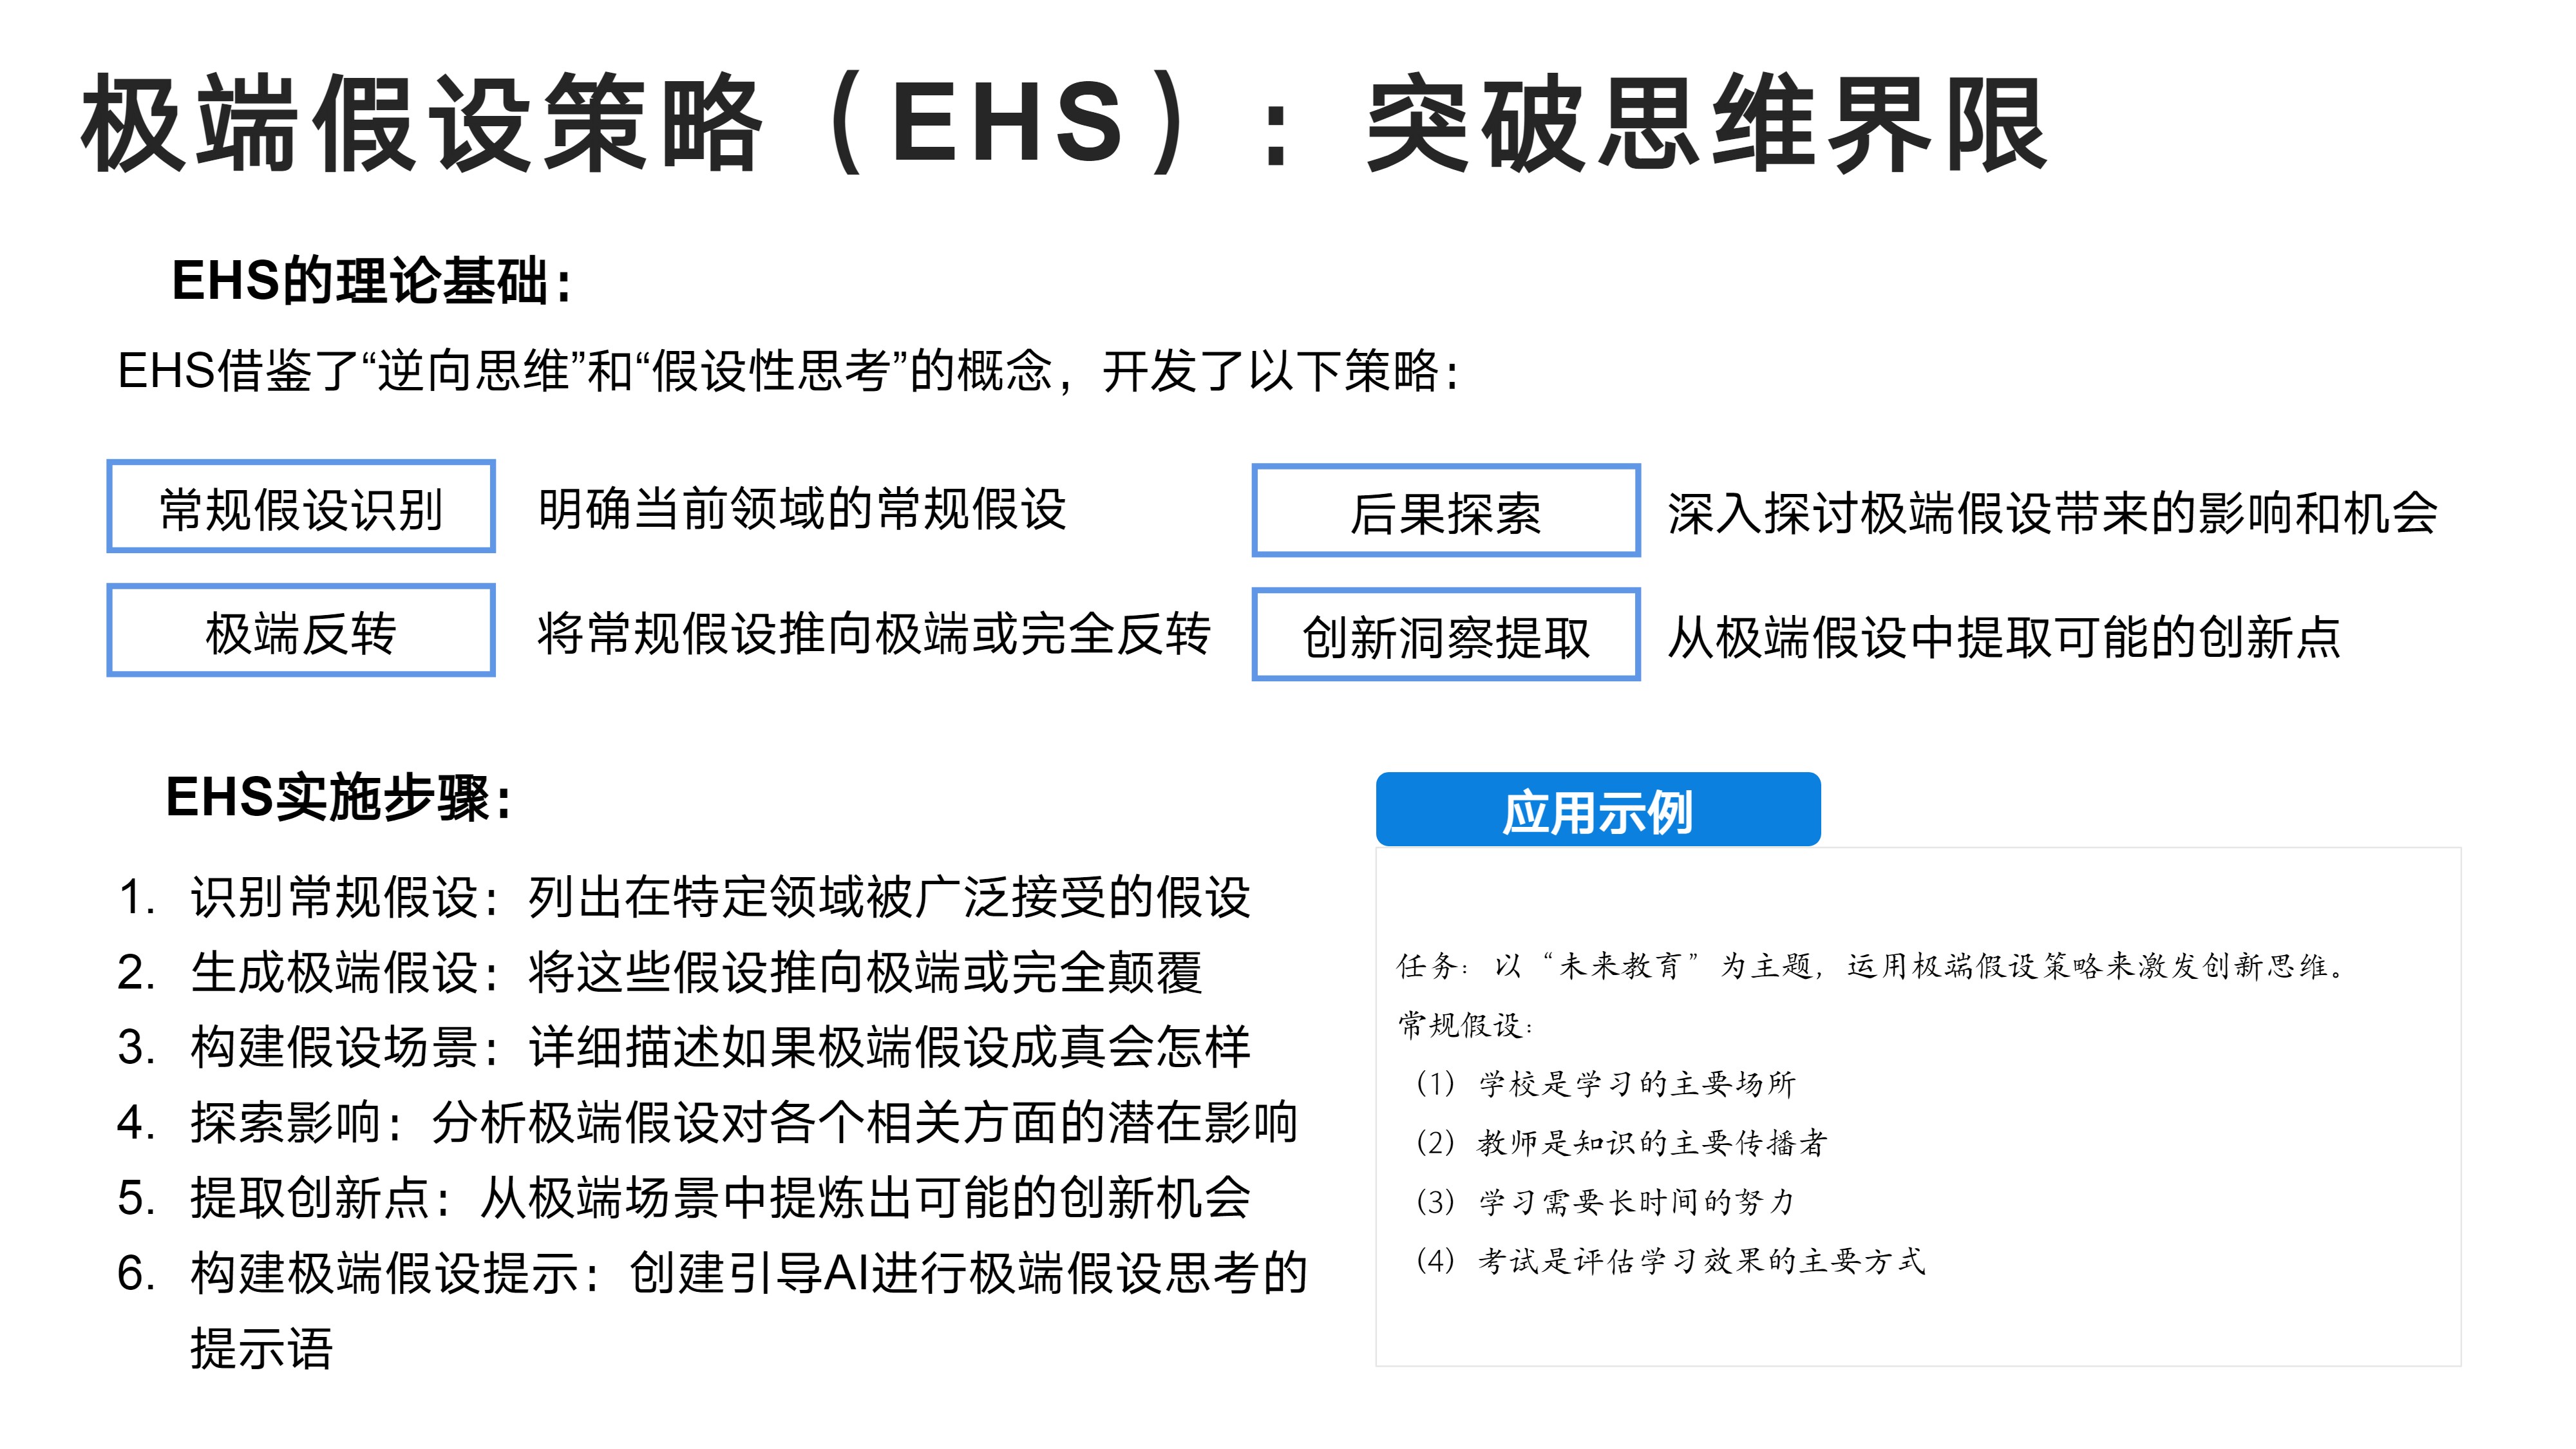 极端假设策略（EHS）：突破思维界限
EHS的理论基础：
EHS借鉴了“逆向思维”和“假设性思考”的概念，开发了以下策略：
常规假设识别
明确当前领域的常规假设
极端反转
将常规假设推向极端或完全反转
后果探索
深入探讨极端假设带来的影响和机会
创新洞察提取
从极端假设中提取可能的创新点
EHS实施步骤：
1. 识别常规假设：列出在特定领域被广泛接受的假设
2. 生成极端假设：将这些假设推向极端或完全颠覆
3. 构建假设场景：详细描述如果极端假设成真会怎样
4. 探索影响：分析极端假设对各个相关方面的潜在影响
5. 提取创新点：从极端场景中提炼出可能的创新机会
6. 构建极端假设提示：创建引导AI进行极端假设思考的
提示语
应用示例
任务：以“未来教育”为主题，运用极端假设策略来激发创新思维。
常规假设：
（1）学校是学习的主要场所
（2）教师是知识的主要传播者
（3）学习需要长时间的努力
（4）考试是评估学习效果的主要方式